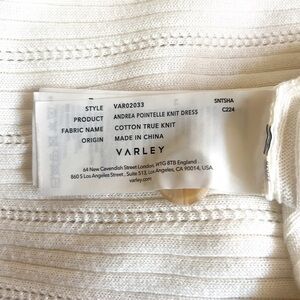 STYLE VAR02033 SNTSHA
PRODUCT ANDREA POINTELLE KNIT DRESS C224
FABRIC NAME COTTON TRUE KNIT
ORIGIN MADE IN CHINA
VARLEY
64 New Cavendish Street London, W1G 8TB England
860 S Los Angeles Street, Suite 513, Los Angeles, CA 90014, USA
varley.com